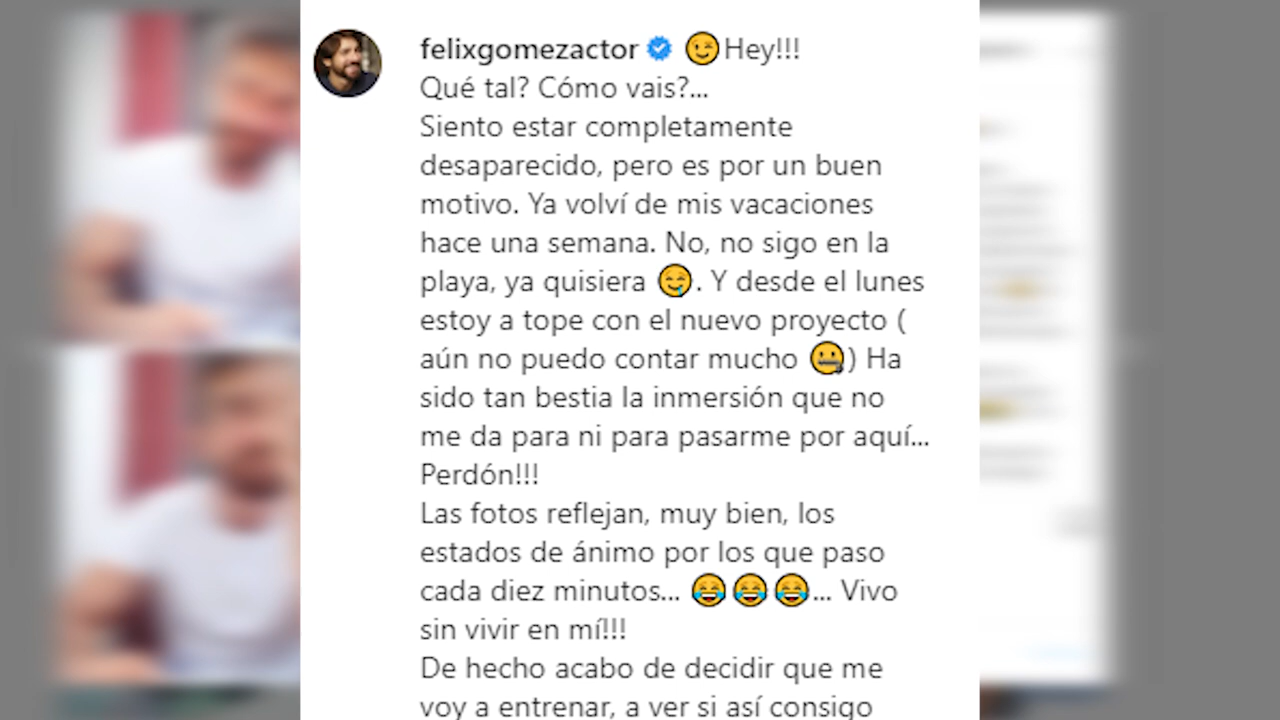 felixgomezactor 😉Hey!!!
Qué tal? Cómo vais?...
Siento estar completamente
desaparecido, pero es por un buen
motivo. Ya volví de mis vacaciones
hace una semana. No, no sigo en la
playa, ya quisiera 🤤. Y desde el lunes
estoy a tope con el nuevo proyecto (
aún no puedo contar mucho 🤐) Ha
sido tan bestia la inmersión que no
me da para ni para pasarme por aquí...
Perdón!!!
Las fotos reflejan, muy bien, los
estados de ánimo por los que paso
cada diez minutos... 😂😂😂... Vivo
sin vivir en mí!!!
De hecho acabo de decidir que me
voy a entrenar, a ver si así consigo